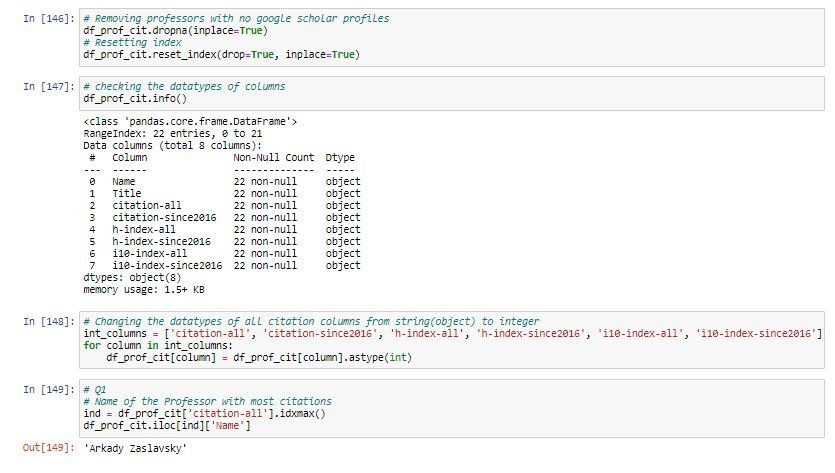 In [146]: # Removing professors with no google scholar profiles
df_prof_cit.dropna(inplace=True)
# Resetting index
df_prof_cit.reset_index(drop=True, inplace=True)
In [147]: # checking the datatypes of columns
df_prof_cit.info()
<class 'pandas.core.frame.DataFrame'>
RangeIndex: 22 entries, 0 to 21
Data columns (total 8 columns):
 #   Column              Non-Null Count  Dtype
---  ------              --------------  -----
 0   Name                22 non-null     object
 1   Title               22 non-null     object
 2   citation-all        22 non-null     object
 3   citation-since2016  22 non-null     object
 4   h-index-all         22 non-null     object
 5   h-index-since2016   22 non-null     object
 6   i10-index-all       22 non-null     object
 7   i10-index-since2016 22 non-null     object
dtypes: object(8)
memory usage: 1.5+ KB
In [148]: # Changing the datatypes of all citation columns from string(object) to integer
int_columns = ['citation-all', 'citation-since2016', 'h-index-all', 'h-index-since2016', 'i10-index-all', 'i10-index-since2016']
for column in int_columns:
    df_prof_cit[column] = df_prof_cit[column].astype(int)
In [149]: # Q1
# Name of the Professor with most citations
ind = df_prof_cit['citation-all'].idxmax()
df_prof_cit.iloc[ind]['Name']
Out[149]: 'Arkady Zaslavsky'